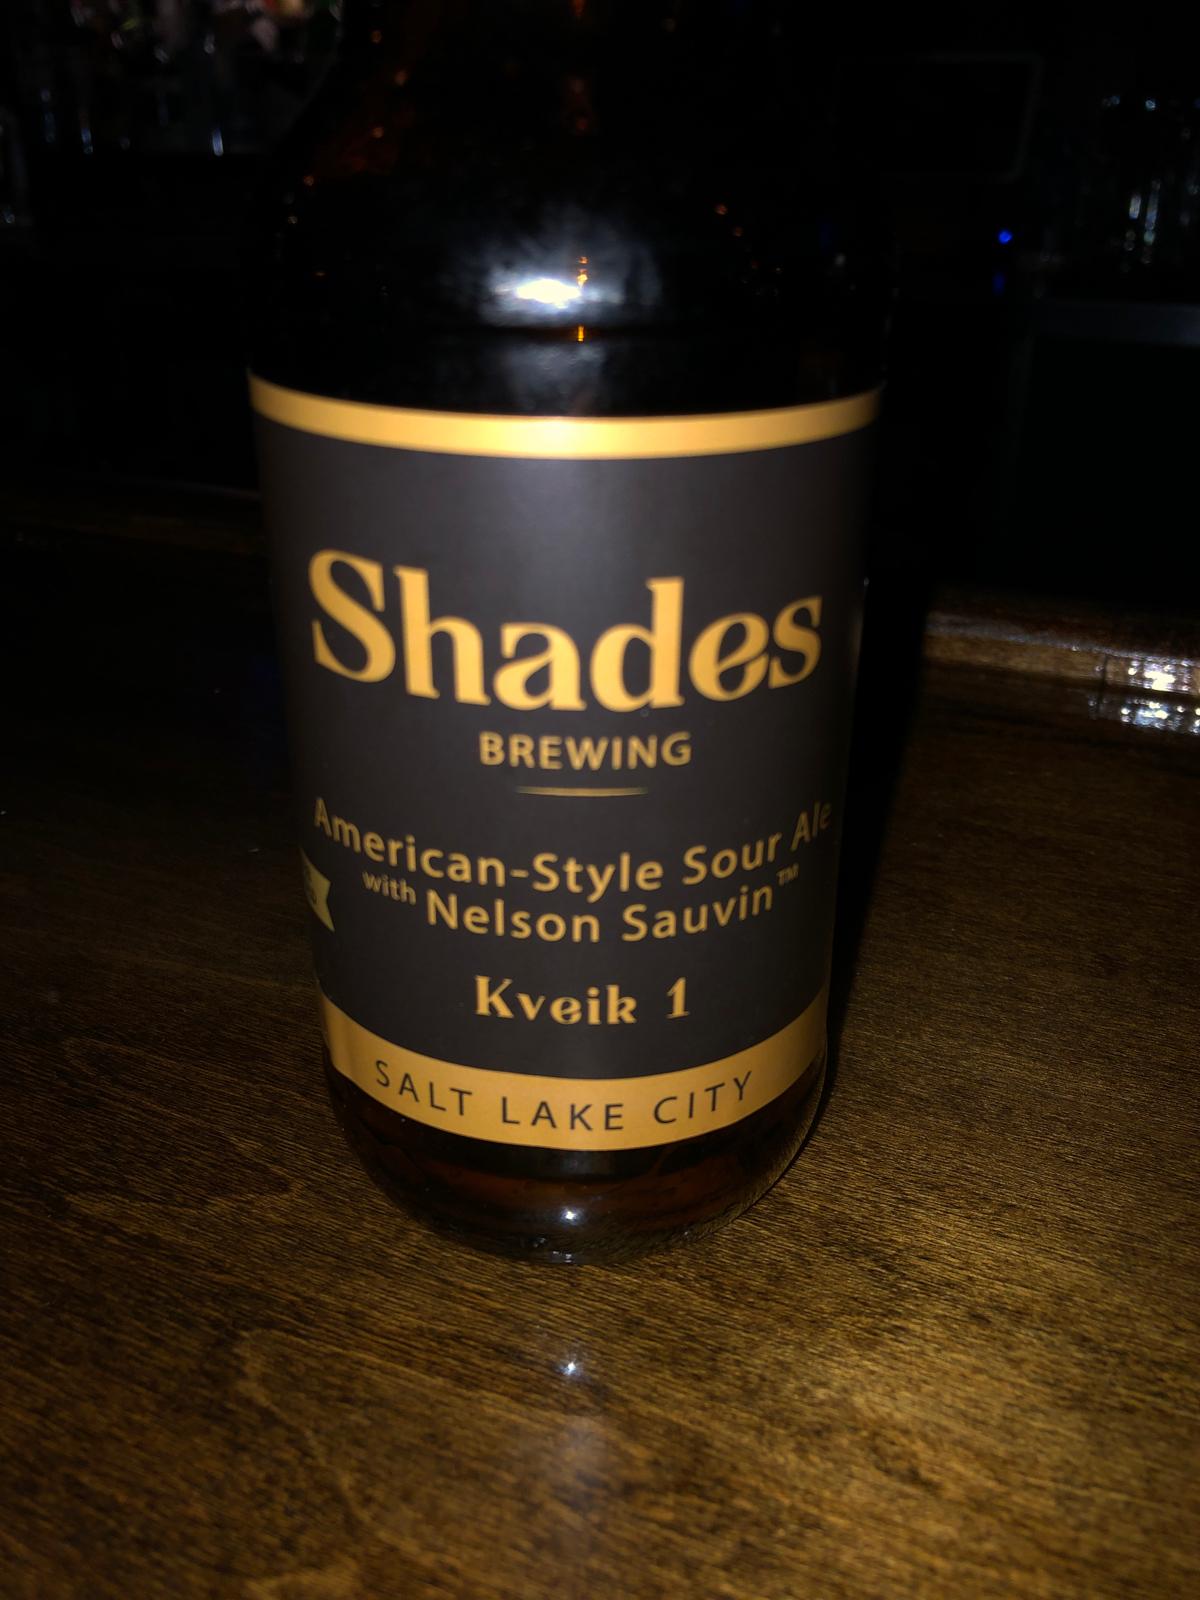 Shades
BREWING
American-Style Sour Ale
with Nelson Sauvin™
Kveik 1
SALT LAKE CITY